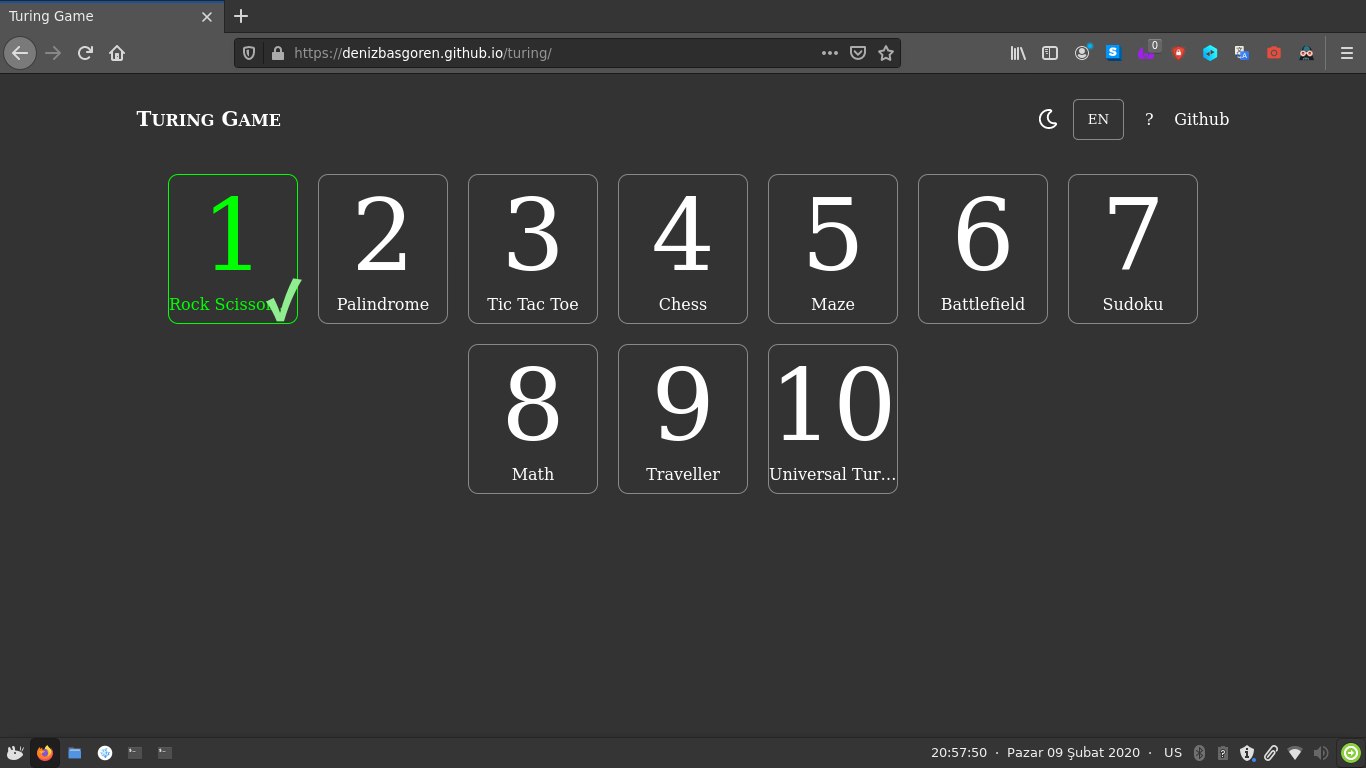 Turing Game
https://denizbasgoren.github.io/turing/
0
TURING GAME
EN ? Github
1 2 3 4 5 6 7
Rock Scissor Palindrome Tic Tac Toe Chess Maze Battlefield Sudoku
8 9 10
Math Traveller Universal Tur...
20:57:50 · Pazar 09 Şubat 2020 · US